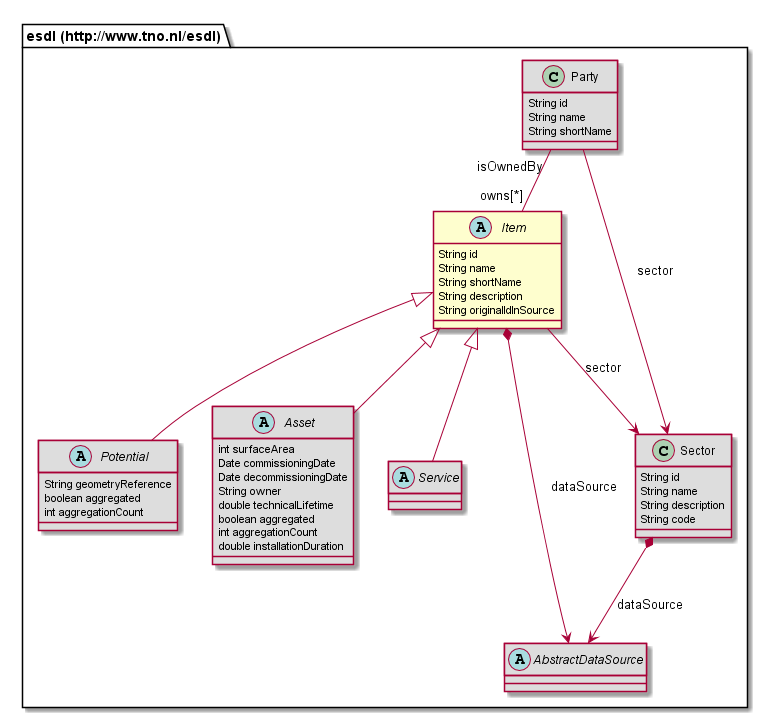 esdl (http://www.tno.nl/esdl)
C Party
String id
String name
String shortName
isOwnedBy
owns[*]
A Item
String id
String name
String shortName
String description
String originalIdInSource
sector
sector
A Potential
String geometryReference
boolean aggregated
int aggregationCount
A Asset
int surfaceArea
Date commissioningDate
Date decommissioningDate
String owner
double technicalLifetime
boolean aggregated
int aggregationCount
double installationDuration
A Service
C Sector
String id
String name
String description
String code
dataSource
dataSource
A AbstractDataSource